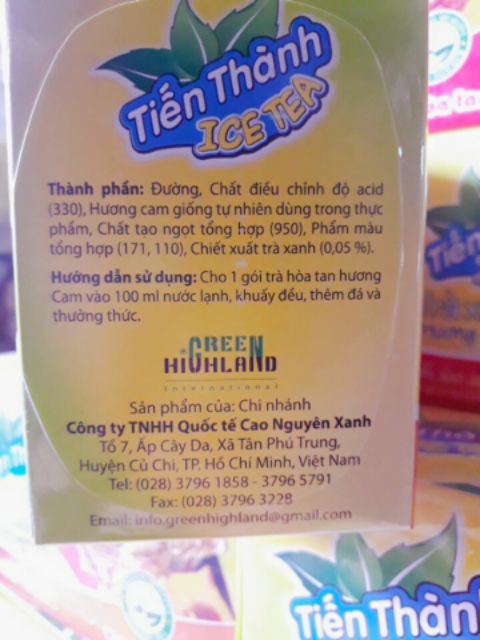 Tiến Thành
ICE TEA
Thành phần: Đường, Chất điều chỉnh độ acid
(330), Hương cam giống tự nhiên dùng trong thực
phẩm, Chất tạo ngọt tổng hợp (950), Phẩm màu
tổng hợp (171, 110), Chiết xuất trà xanh (0,05 %).
Hướng dẫn sử dụng: Cho 1 gói trà hòa tan hương
Cam vào 100 ml nước lạnh, khuấy đều, thêm đá và
thưởng thức.
GREEN
HIGHLAND
International
Sản phẩm của: Chi nhánh
Công ty TNHH Quốc tế Cao Nguyên Xanh
Tổ 7, Ấp Cây Da, Xã Tân Phú Trung,
Huyện Củ Chi, TP. Hồ Chí Minh, Việt Nam
Tel: (028) 3796 1858 - 3796 5791
Fax: (028) 3796 3228
Email: info.greenhighland@gmail.com
Tiến
Tiến Thàn